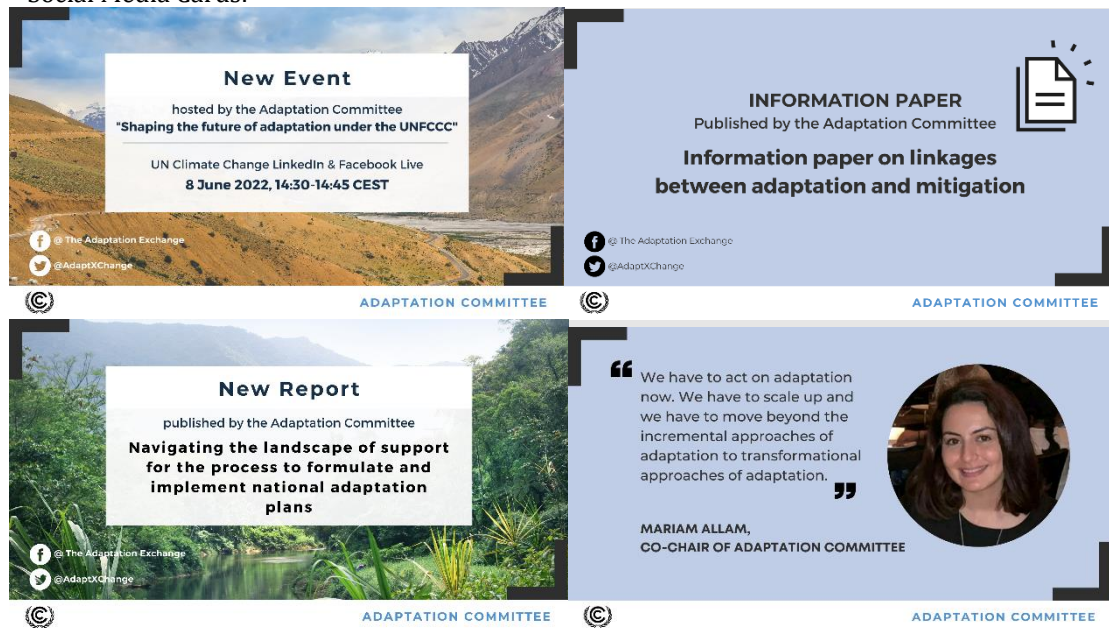 Social Media Cards:
New Event
hosted by the Adaptation Committee
"Shaping the future of adaptation under the UNFCCC"
UN Climate Change LinkedIn & Facebook Live
8 June 2022, 14:30-14:45 CEST
@ The Adaptation Exchange
@AdaptXChange
ADAPTATION COMMITTEE
INFORMATION PAPER
Published by the Adaptation Committee
Information paper on linkages
between adaptation and mitigation
@ The Adaptation Exchange
@AdaptXChange
ADAPTATION COMMITTEE
New Report
published by the Adaptation Committee
Navigating the landscape of support
for the process to formulate and
implement national adaptation
plans
@ The Adaptation Exchange
@AdaptXChange
ADAPTATION COMMITTEE
❝ We have to act on adaptation
now. We have to scale up and
we have to move beyond the
incremental approaches of
adaptation to transformational
approaches of adaptation. ❞
MARIAM ALLAM,
CO-CHAIR OF ADAPTATION COMMITTEE
ADAPTATION COMMITTEE